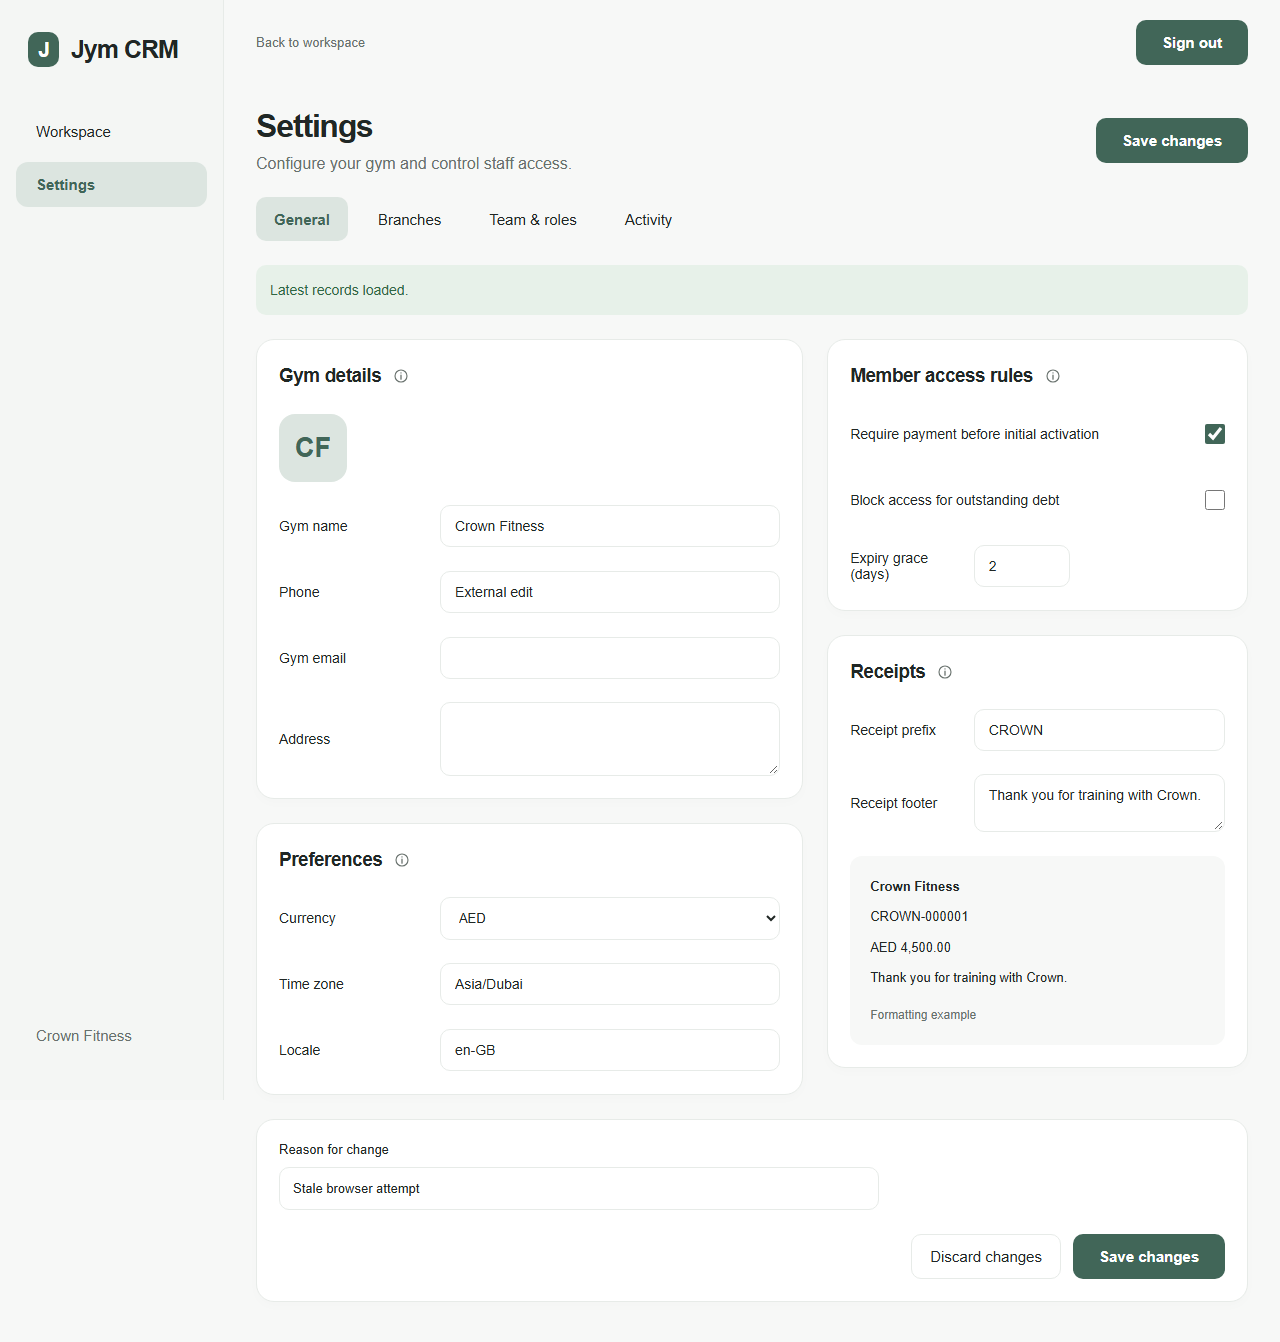 J Jym CRM
Workspace
Settings
Crown Fitness
Back to workspace
Sign out
Settings
Configure your gym and control staff access.
Save changes
General Branches Team & roles Activity
Latest records loaded.
Gym details
CF
Gym name Crown Fitness
Phone External edit
Gym email
Address
Preferences
Currency AED
Time zone Asia/Dubai
Locale en-GB
Member access rules
Require payment before initial activation
Block access for outstanding debt
Expiry grace
(days) 2
Receipts
Receipt prefix CROWN
Receipt footer Thank you for training with Crown.
Crown Fitness
CROWN-000001
AED 4,500.00
Thank you for training with Crown.
Formatting example
Reason for change
Stale browser attempt
Discard changes Save changes